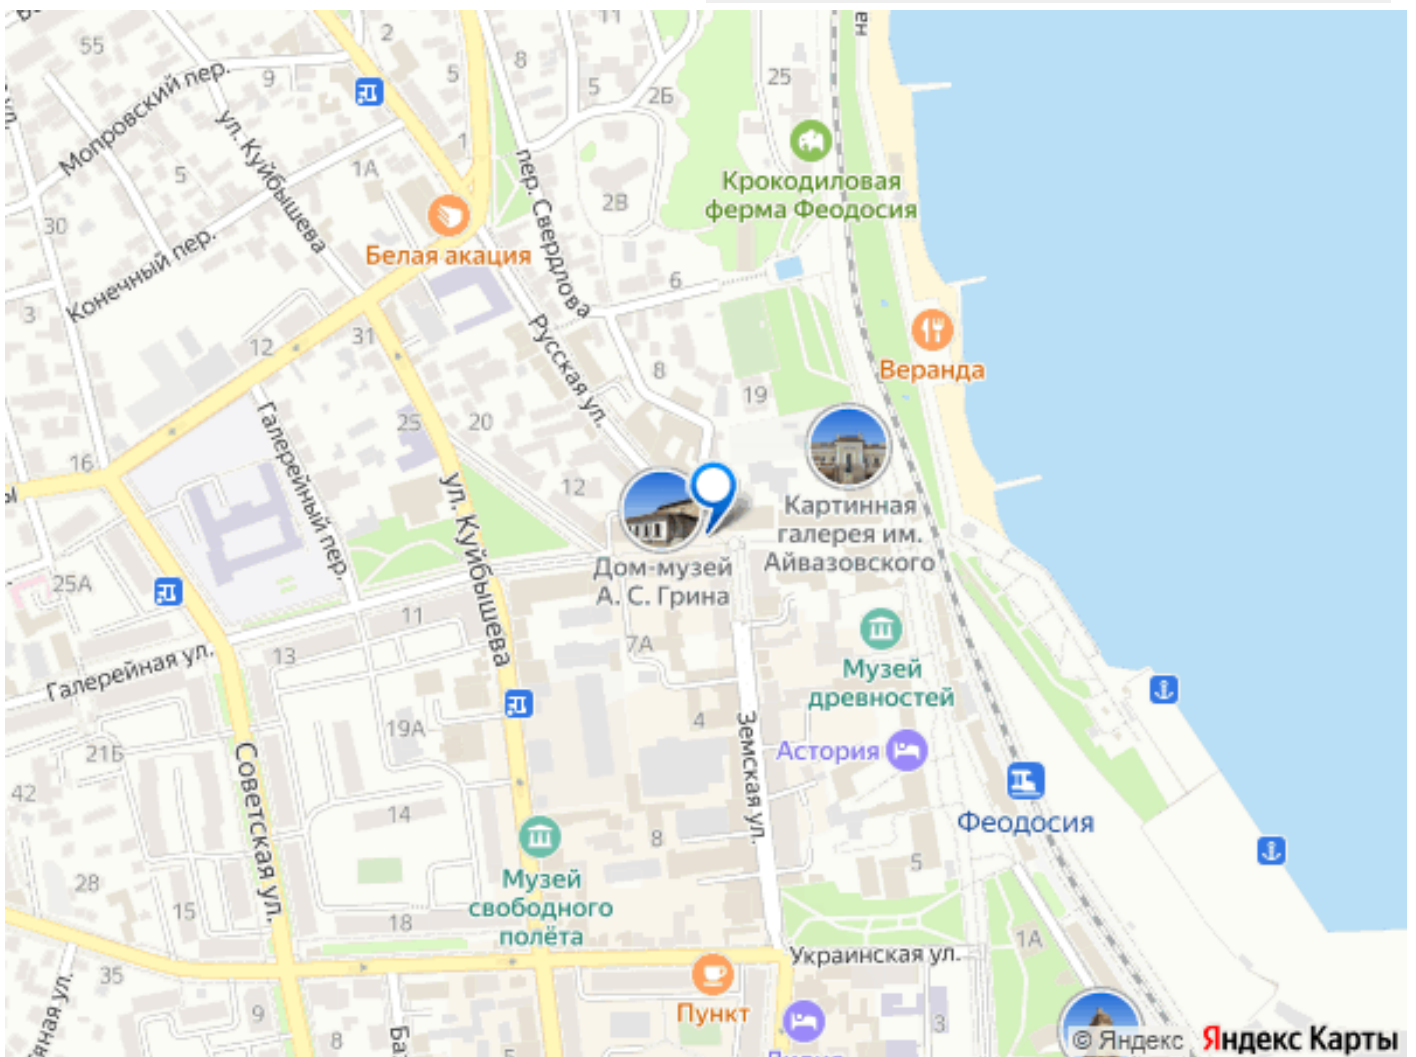 55
2
11
ен
Мопровский пер.
9
5
8
25
5
2Б
ул. Куйбышева
1
5
1А
пер. Свердлова
Крокодиловая
ферма Феодосия
30
2В
Белая акация
Конечный пер.
6
3
12
31
Русская ул.
Веранда
8
19
Галерейный пер.
25
20
16
ул. Куйбышева
12
Картинная
галерея им.
Айвазовского
Дом-музей
А. С. Грина
25А
11
7А
Музей
древностей
13
Галерейная ул.
4
Земская ул.
19А
21Б
Советская ул.
Астория
42
14
Феодосия
8
5
28
Музей
свободного
полёта
15
18
1А
Украинская ул.
35
Пункт
9
8
3
© Яндекс Яндекс Карты